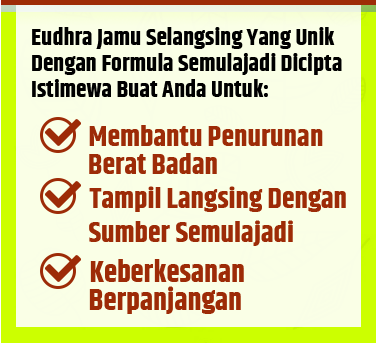 Eudhra Jamu Selangsing Yang Unik
Dengan Formula Semulajadi Dicipta
Istimewa Buat Anda Untuk:
Membantu Penurunan
Berat Badan
Tampil Langsing Dengan
Sumber Semulajadi
Keberkesanan
Berpanjangan